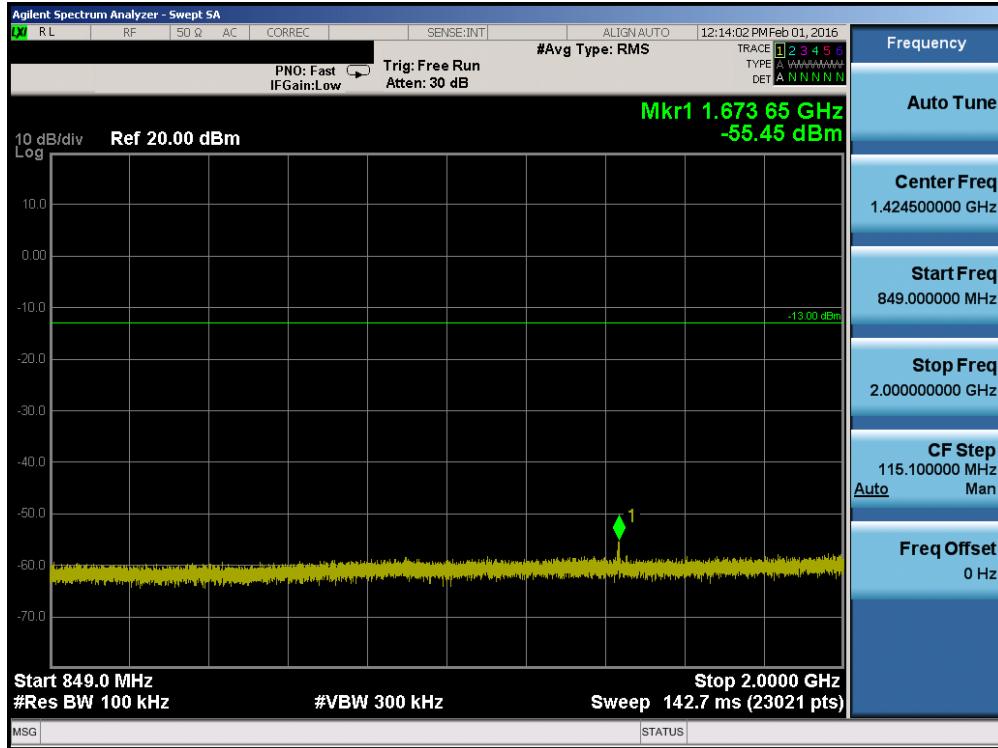 Agilent Spectrum Analyzer - Swept SA
LXI RL RF 50 Ω AC CORREC SENSE:INT ALIGN AUTO 12:14:02 PM Feb 01, 2016
#Avg Type: RMS
TRACE 1 2 3 4 5 6
TYPE A WWWWW
DET A N N N N N
PNO: Fast
IFGain:Low
Trig: Free Run
Atten: 30 dB
Mkr1 1.673 65 GHz
-55.45 dBm
10 dB/div Ref 20.00 dBm
Log
10.0
0.00
-10.0
-13.00 dBm
-20.0
-30.0
-40.0
-50.0
1
-60.0
-70.0
Start 849.0 MHz Stop 2.0000 GHz
#Res BW 100 kHz #VBW 300 kHz Sweep 142.7 ms (23021 pts)
MSG STATUS
Frequency
Auto Tune
Center Freq
1.424500000 GHz
Start Freq
849.000000 MHz
Stop Freq
2.000000000 GHz
CF Step
115.100000 MHz
Auto Man
Freq Offset
0 Hz